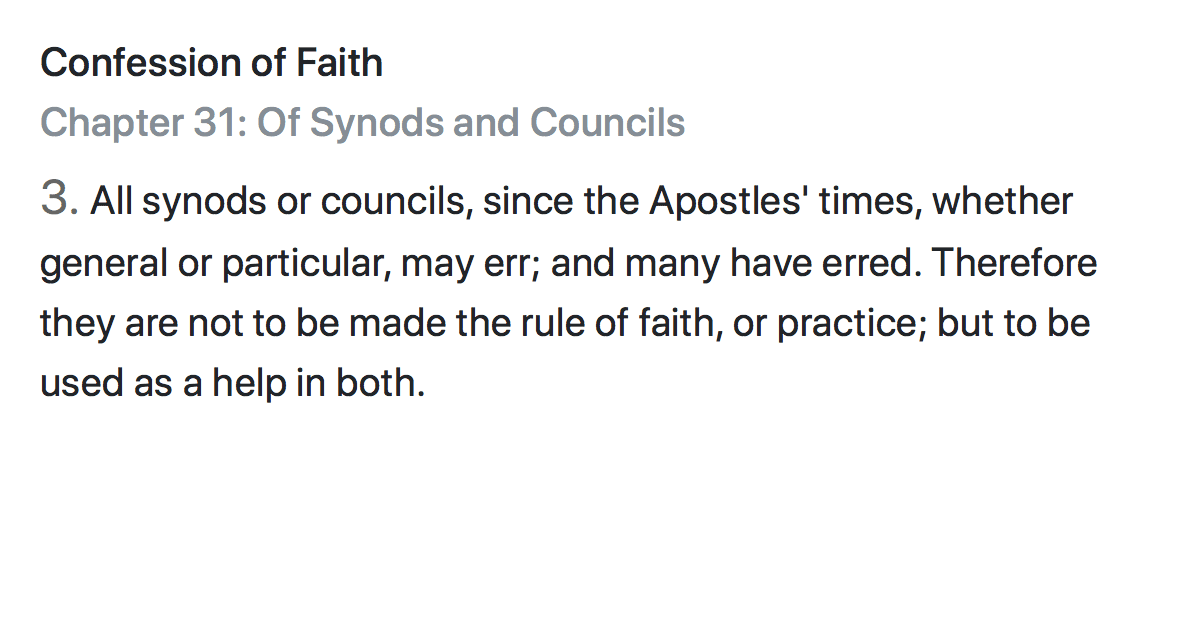 Confession of Faith
Chapter 31: Of Synods and Councils
3. All synods or councils, since the Apostles' times, whether
general or particular, may err; and many have erred. Therefore
they are not to be made the rule of faith, or practice; but to be
used as a help in both.